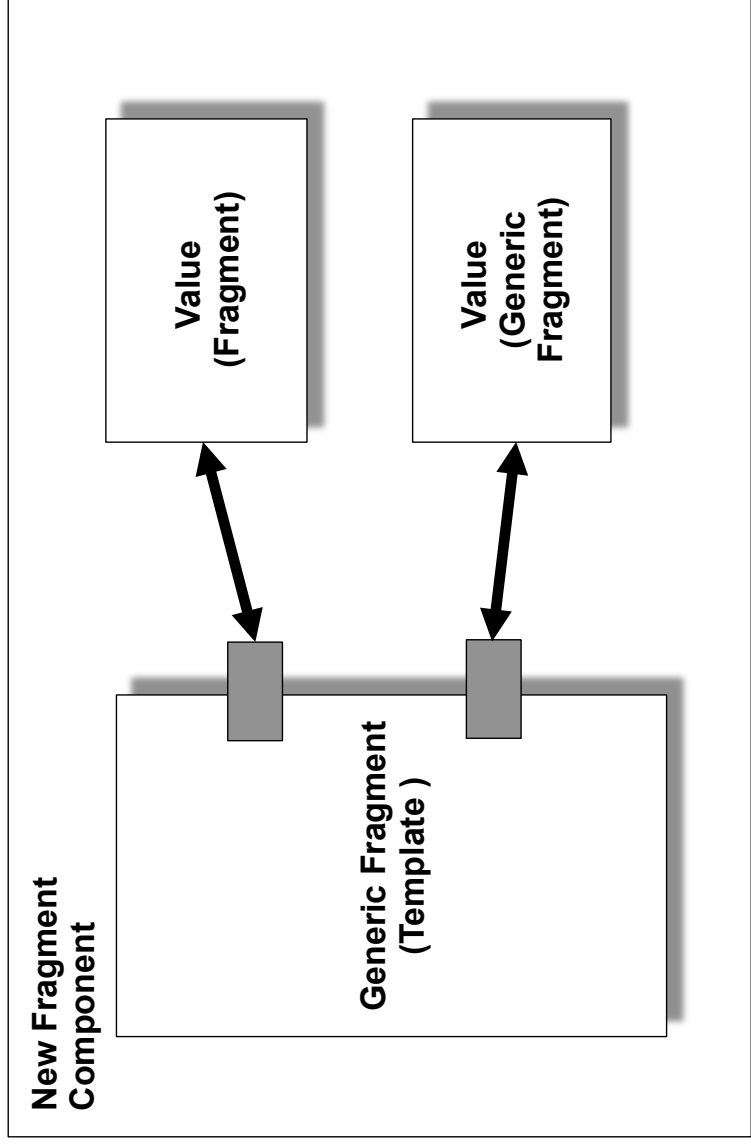 New Fragment
Component
Generic Fragment
(Template )
Value
(Fragment)
Value
(Generic
Fragment)